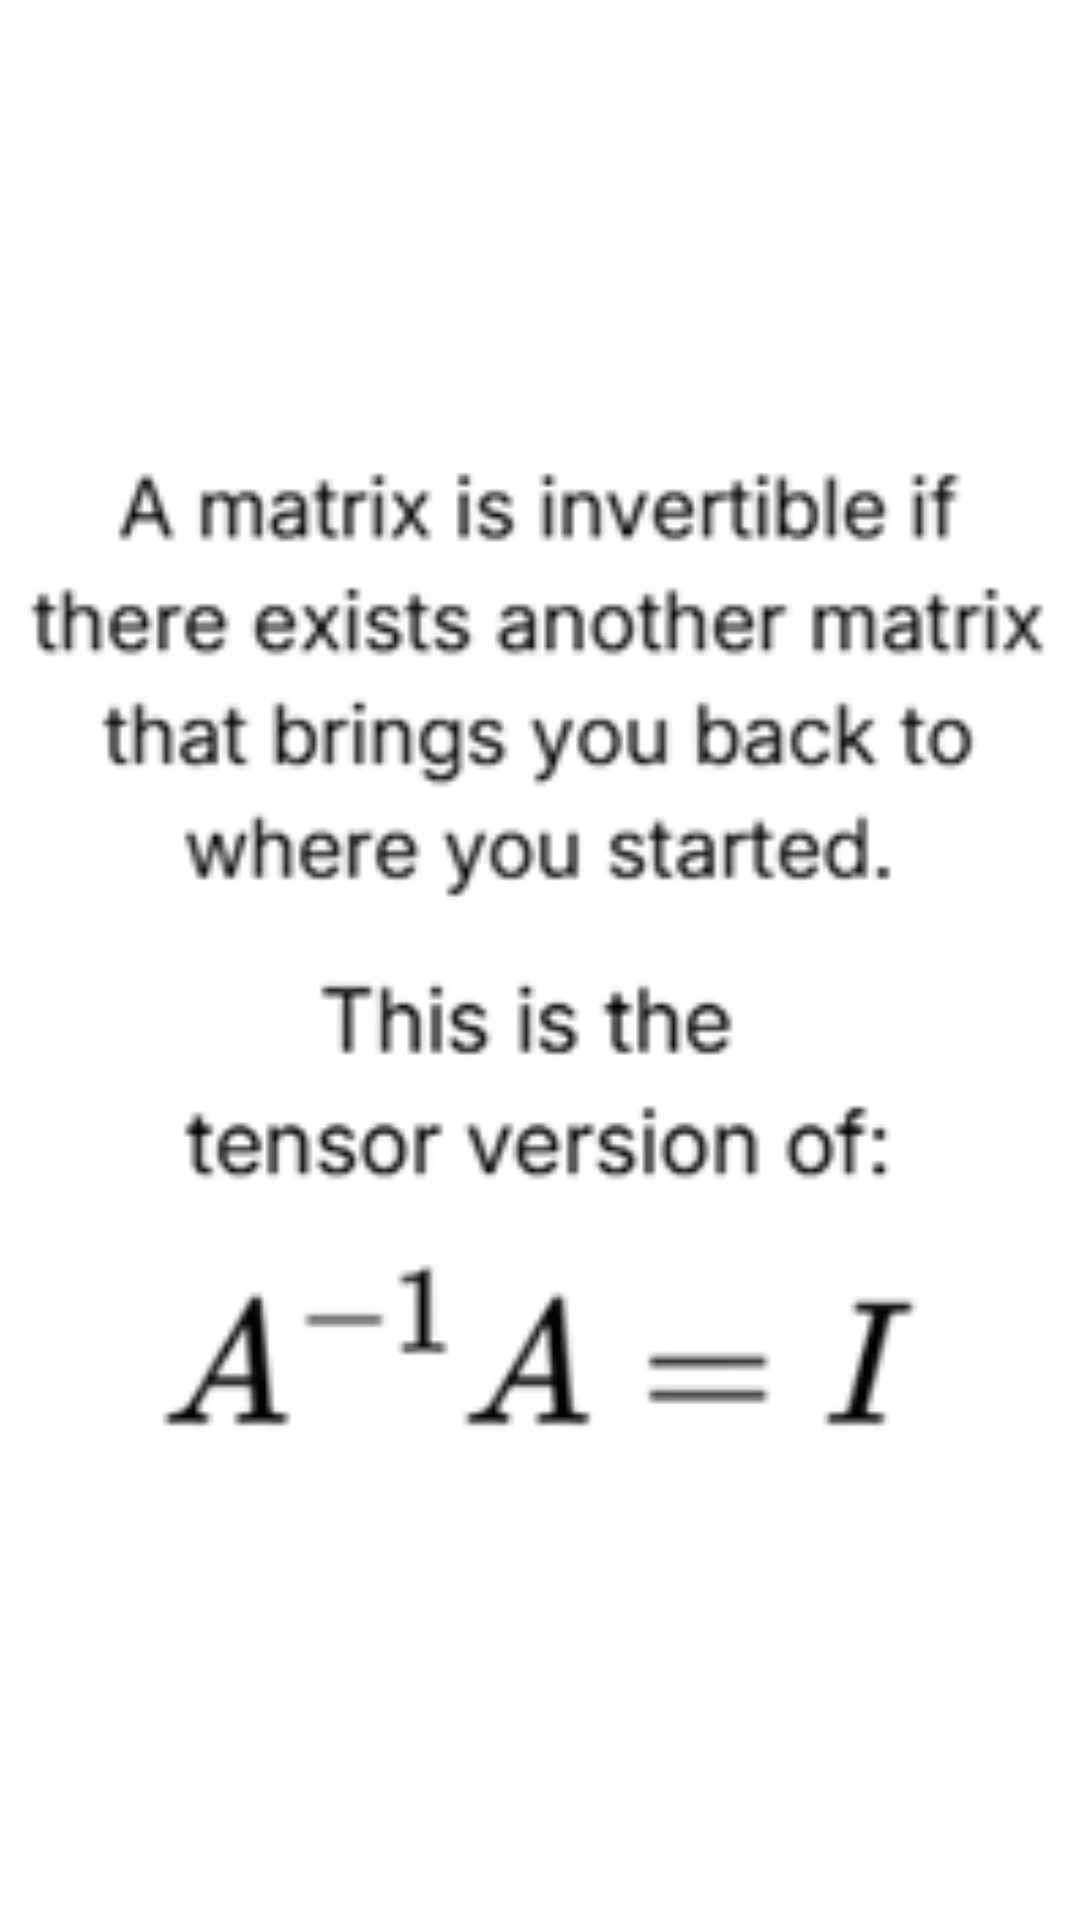 A matrix is invertible if
there exists another matrix
that brings you back to
where you started.
This is the
tensor version of:
A⁻¹A = I